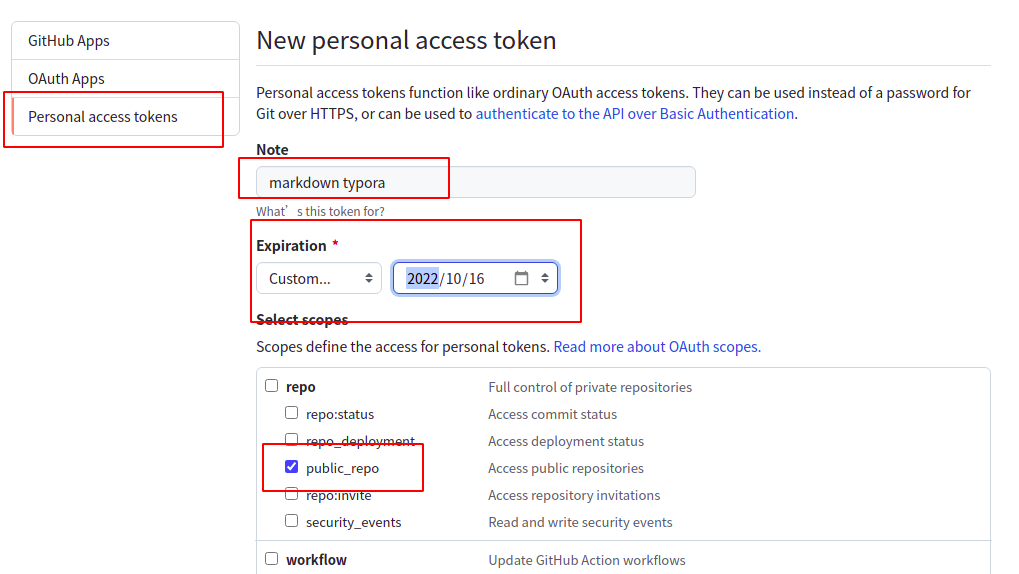 GitHub Apps
OAuth Apps
Personal access tokens
New personal access token
Personal access tokens function like ordinary OAuth access tokens. They can be used instead of a password for
Git over HTTPS, or can be used to authenticate to the API over Basic Authentication.
Note
markdown typora
What’s this token for?
Expiration *
Custom... 2022/10/16
Select scopes
Scopes define the access for personal tokens. Read more about OAuth scopes.
repo Full control of private repositories
repo:status Access commit status
repo_deployment Access deployment status
public_repo Access public repositories
repo:invite Access repository invitations
security_events Read and write security events
workflow Update GitHub Action workflows